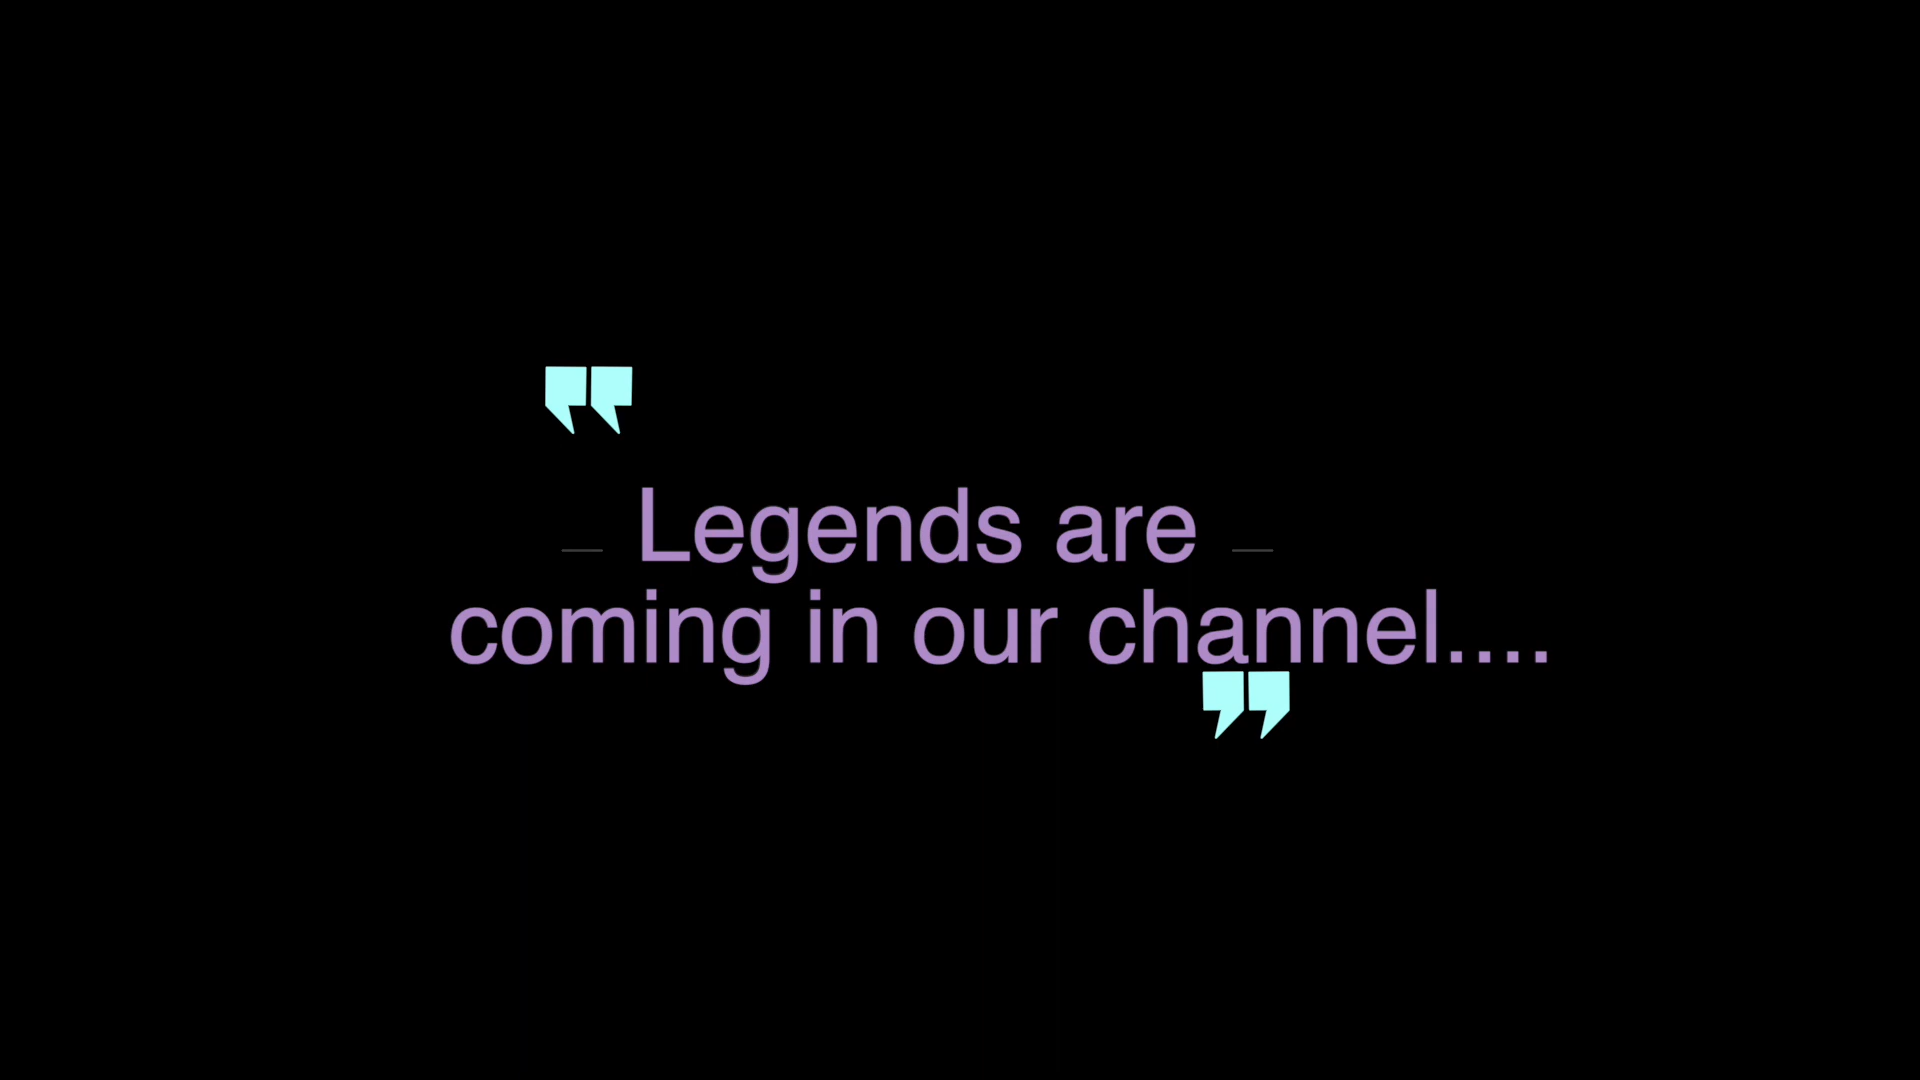 ❛❛
Legends are
coming in our channel....
❜❜